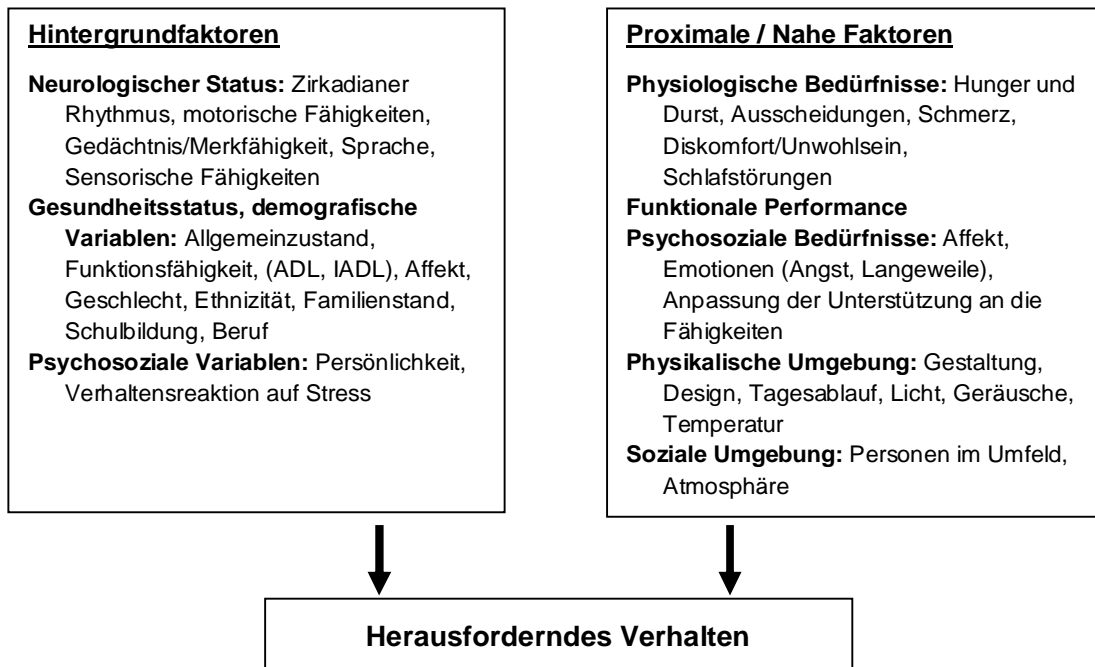 Hintergrundfaktoren
Neurologischer Status: Zirkadianer
Rhythmus, motorische Fähigkeiten,
Gedächtnis/Merkfähigkeit, Sprache,
Sensorische Fähigkeiten
Gesundheitsstatus, demografische
Variablen: Allgemeinzustand,
Funktionsfähigkeit, (ADL, IADL), Affekt,
Geschlecht, Ethnizität, Familienstand,
Schulbildung, Beruf
Psychosoziale Variablen: Persönlichkeit,
Verhaltensreaktion auf Stress
Proximale / Nahe Faktoren
Physiologische Bedürfnisse: Hunger und
Durst, Ausscheidungen, Schmerz,
Diskomfort/Unwohlsein,
Schlafstörungen
Funktionale Performance
Psychosoziale Bedürfnisse: Affekt,
Emotionen (Angst, Langeweile),
Anpassung der Unterstützung an die
Fähigkeiten
Physikalische Umgebung: Gestaltung,
Design, Tagesablauf, Licht, Geräusche,
Temperatur
Soziale Umgebung: Personen im Umfeld,
Atmosphäre
Herausforderndes Verhalten